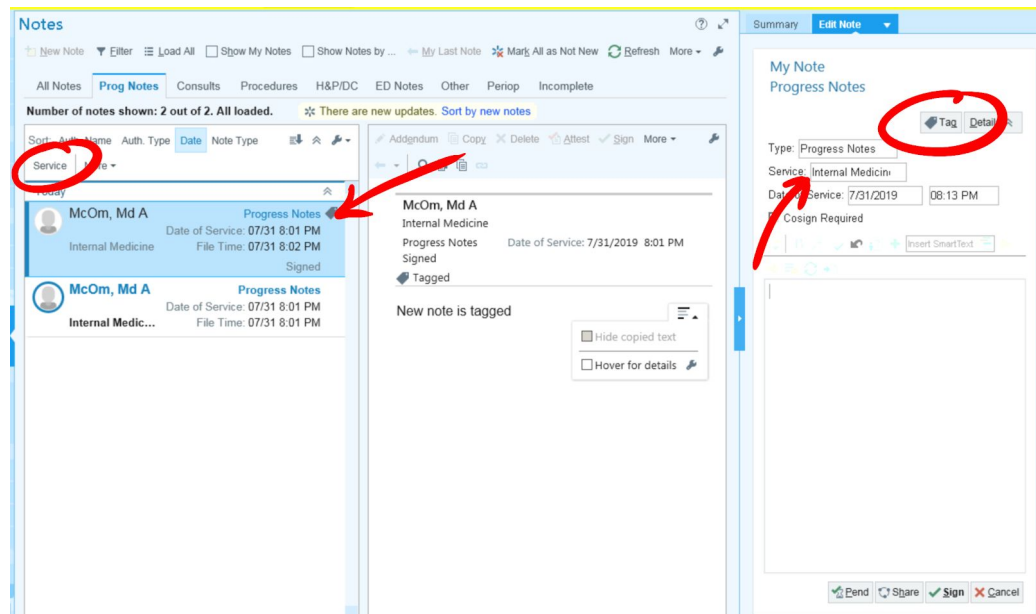 Notes
New Note Filter Load All Show My Notes Show Notes by ... My Last Note Mark All as Not New Refresh More
All Notes Prog Notes Consults Procedures H&P/DC ED Notes Other Periop Incomplete
Number of notes shown: 2 out of 2. All loaded. There are new updates. Sort by new notes
Sort: Auth Name Auth. Type Date Note Type
Service More
Today
McOm, Md A Progress Notes
Date of Service: 07/31 8:01 PM
Internal Medicine File Time: 07/31 8:02 PM
Signed
McOm, Md A Progress Notes
Date of Service: 07/31 8:01 PM
Internal Medic... File Time: 07/31 8:01 PM
Addendum Copy Delete Attest Sign More
McOm, Md A
Internal Medicine
Progress Notes Date of Service: 7/31/2019 8:01 PM
Signed
Tagged
New note is tagged
Hide copied text
Hover for details
Summary Edit Note
My Note
Progress Notes
Tag Details
Type: Progress Notes
Service: Internal Medicin
Date of Service: 7/31/2019 08:13 PM
Cosign Required
Insert SmartText
Pend Share Sign Cancel